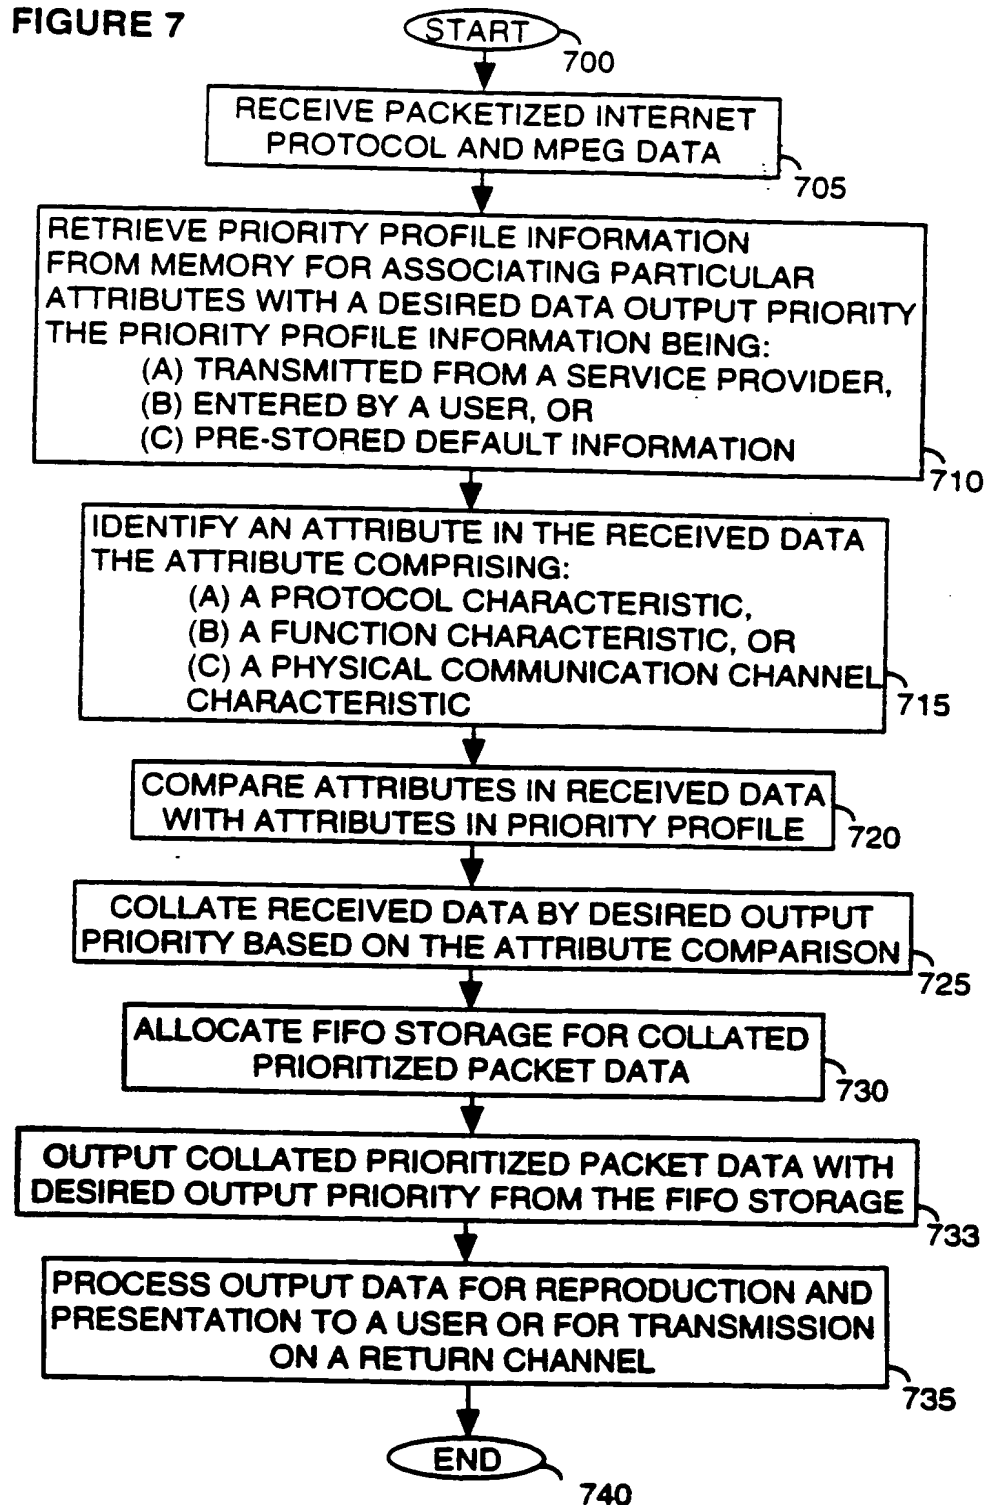 FIGURE 7
START
700
RECEIVE PACKETIZED INTERNET
PROTOCOL AND MPEG DATA
705
RETRIEVE PRIORITY PROFILE INFORMATION
FROM MEMORY FOR ASSOCIATING PARTICULAR
ATTRIBUTES WITH A DESIRED DATA OUTPUT PRIORITY
THE PRIORITY PROFILE INFORMATION BEING:
(A) TRANSMITTED FROM A SERVICE PROVIDER,
(B) ENTERED BY A USER, OR
(C) PRE-STORED DEFAULT INFORMATION
710
IDENTIFY AN ATTRIBUTE IN THE RECEIVED DATA
THE ATTRIBUTE COMPRISING:
(A) A PROTOCOL CHARACTERISTIC,
(B) A FUNCTION CHARACTERISTIC, OR
(C) A PHYSICAL COMMUNICATION CHANNEL
CHARACTERISTIC
715
COMPARE ATTRIBUTES IN RECEIVED DATA
WITH ATTRIBUTES IN PRIORITY PROFILE
720
COLLATE RECEIVED DATA BY DESIRED OUTPUT
PRIORITY BASED ON THE ATTRIBUTE COMPARISON
725
ALLOCATE FIFO STORAGE FOR COLLATED
PRIORITIZED PACKET DATA
730
OUTPUT COLLATED PRIORITIZED PACKET DATA WITH
DESIRED OUTPUT PRIORITY FROM THE FIFO STORAGE
733
PROCESS OUTPUT DATA FOR REPRODUCTION AND
PRESENTATION TO A USER OR FOR TRANSMISSION
ON A RETURN CHANNEL
735
END
740